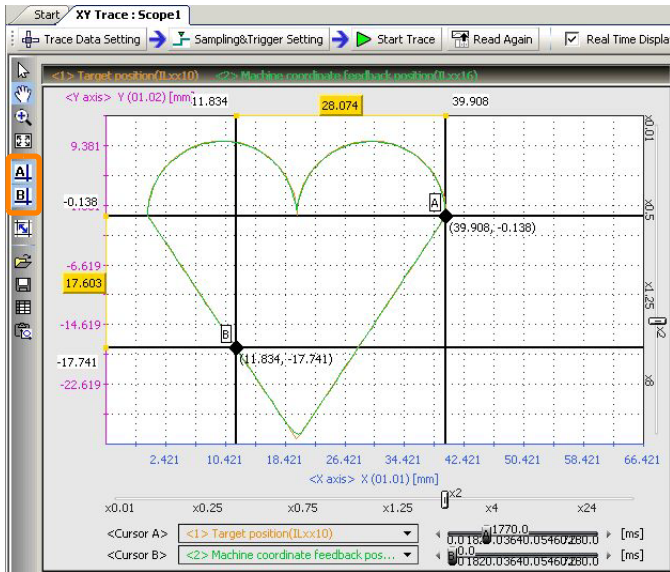 Start XY Trace : Scope1
Trace Data Setting Sampling&Trigger Setting Start Trace Read Again Real Time Displa
<1> Target position(ILxx10) <2> Machine coordinate feedback position(ILxx16)
<Y axis> Y (01.02) [mm] 11.834 28.074 39.908
x0.01
9.381
A
B
-0.138 A x0.5
(39.908, -0.138)
-6.619
17.603 x1.25
-14.619 B x2
-17.741 (11.834, -17.741)
-22.619 x8
2.421 10.421 18.421 26.421 34.421 42.421 50.421 58.421 66.421
<X axis> X (01.01) [mm]
x2
x0.01 x0.25 x0.75 x1.25 x4 x24
<Cursor A> <1> Target position(ILxx10) A 1770.0 [ms]
<Cursor B> <2> Machine coordinate feedback pos... B 0.0 [ms]